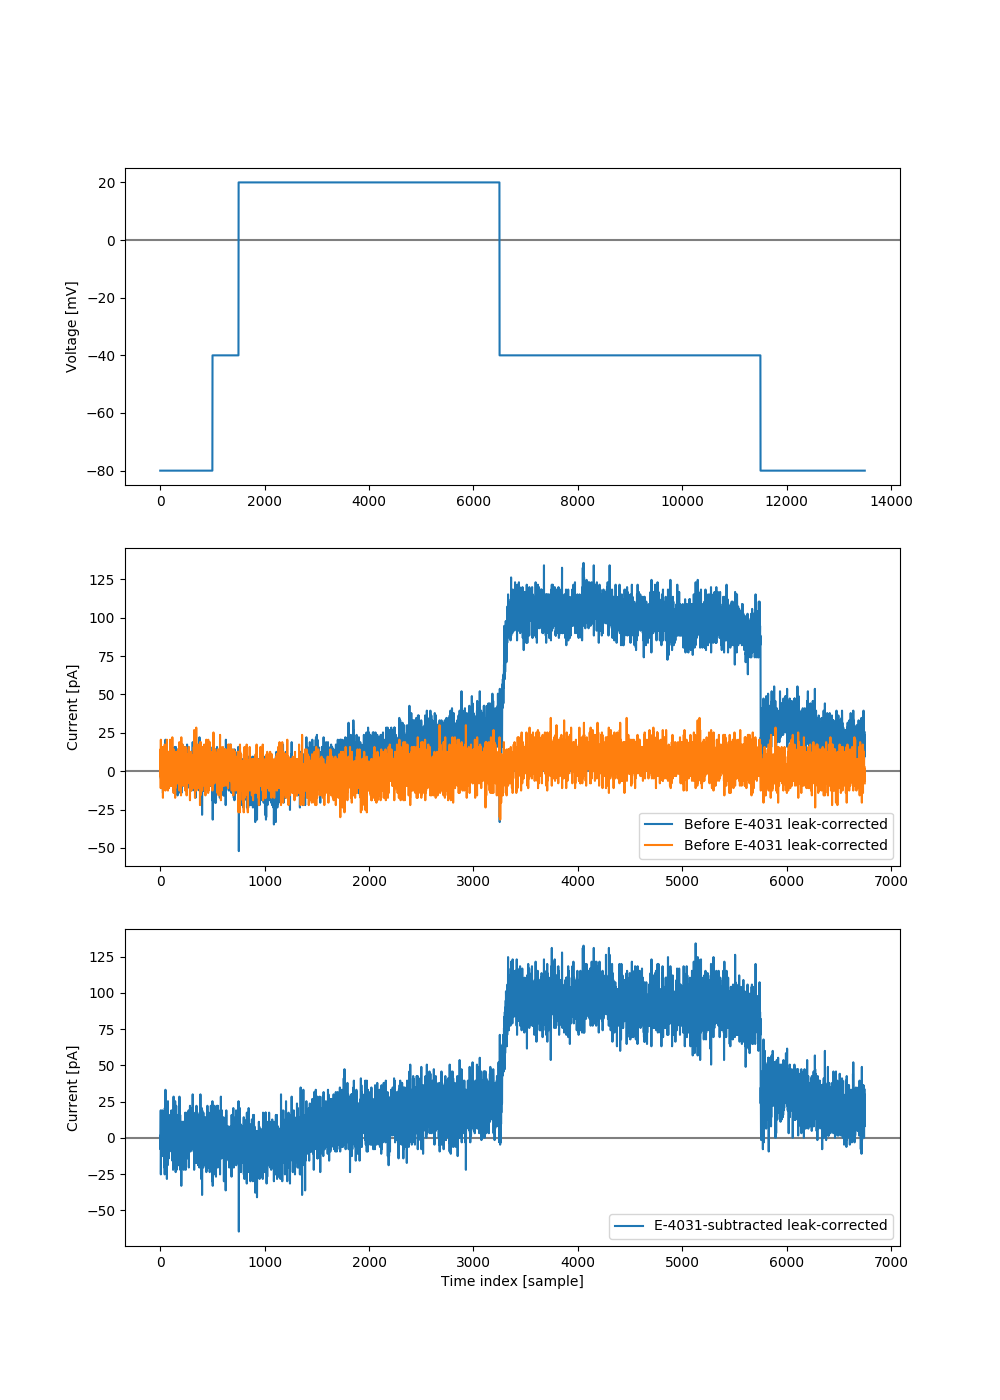 Voltage [mV]
20
0
−20
−40
−60
−80
0 2000 4000 6000 8000 10000 12000 14000
Current [pA]
125
100
75
50
25
0
−25
−50
Before E-4031 leak-corrected
Before E-4031 leak-corrected
0 1000 2000 3000 4000 5000 6000 7000
Current [pA]
125
100
75
50
25
0
−25
−50
E-4031-subtracted leak-corrected
0 1000 2000 3000 4000 5000 6000 7000
Time index [sample]